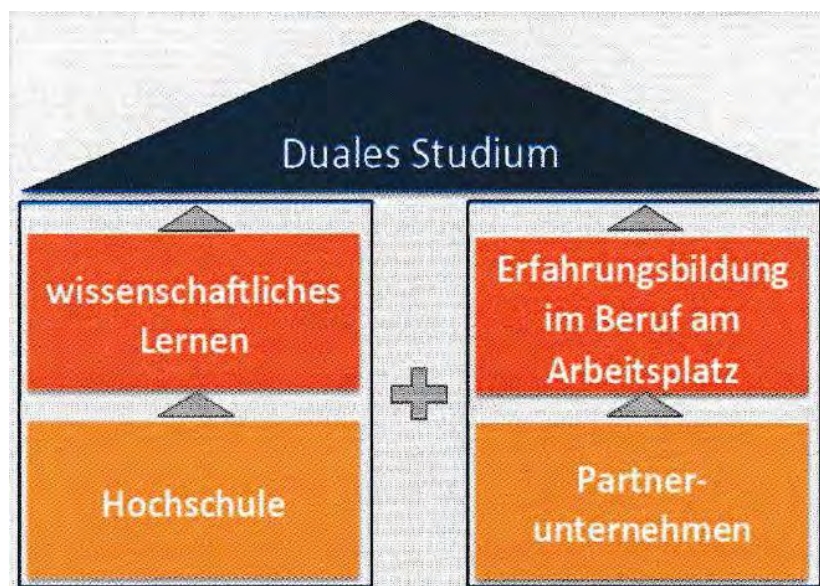 Duales Studium
wissenschaftliches
Lernen
Hochschule
+
Erfahrungsbildung
im Beruf am
Arbeitsplatz
Partner-
unternehmen